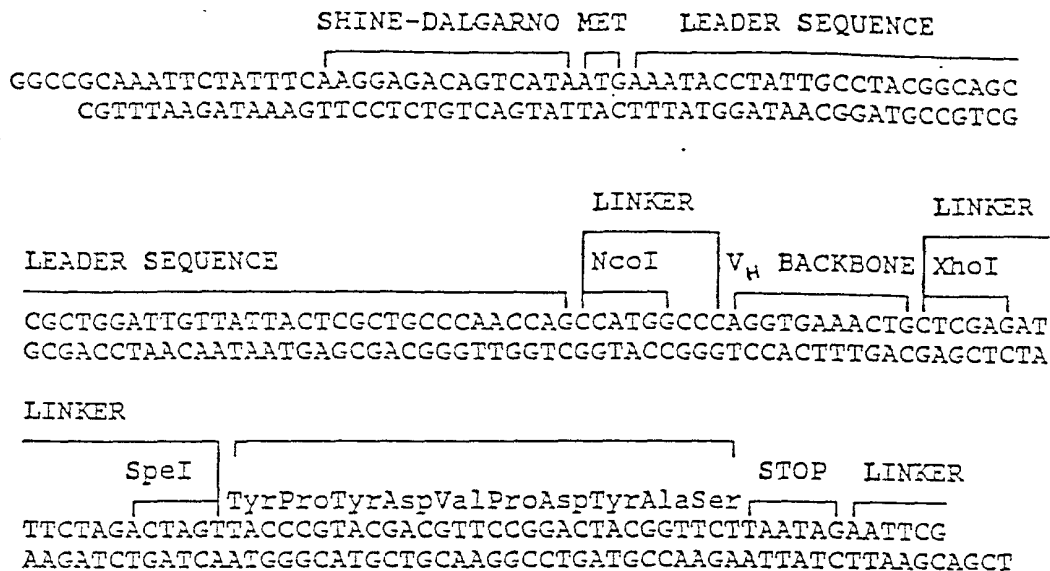 SHINE-DALGARNO MET LEADER SEQUENCE
GGCCGCAAATTCTATTTCAAGGAGACAGTCATAATGAAATACCTATTGCCTACGGCAGC
CGTTTAAGATAAAGTTCCTCTGTCAGTATTACTTTATGGATAACGGATGCCGTCG
LINKER LINKER
LEADER SEQUENCE NcoI VH BACKBONE XhoI
CGCTGGATTGTTATTACTCGCTGCCCAACCAGCCATGGCCCAGGTGAAACTGCTCGAGAT
GCGACCTAACAATAATGAGCGACGGGTTGGTCGGTACCGGGTCCACTTTGACGAGCTCTA
LINKER
SpeI TyrProTyrAspValProAspTyrAlaSer STOP LINKER
TTCTAGACTAGTTACCCGTACGACGTTCCGGACTACGGTTCTTAATAGAATTCG
AAGATCTGATCAATGGGCATGCTGCAAGGCCTGATGCCAAGAATTATCTTAAGCAGCT